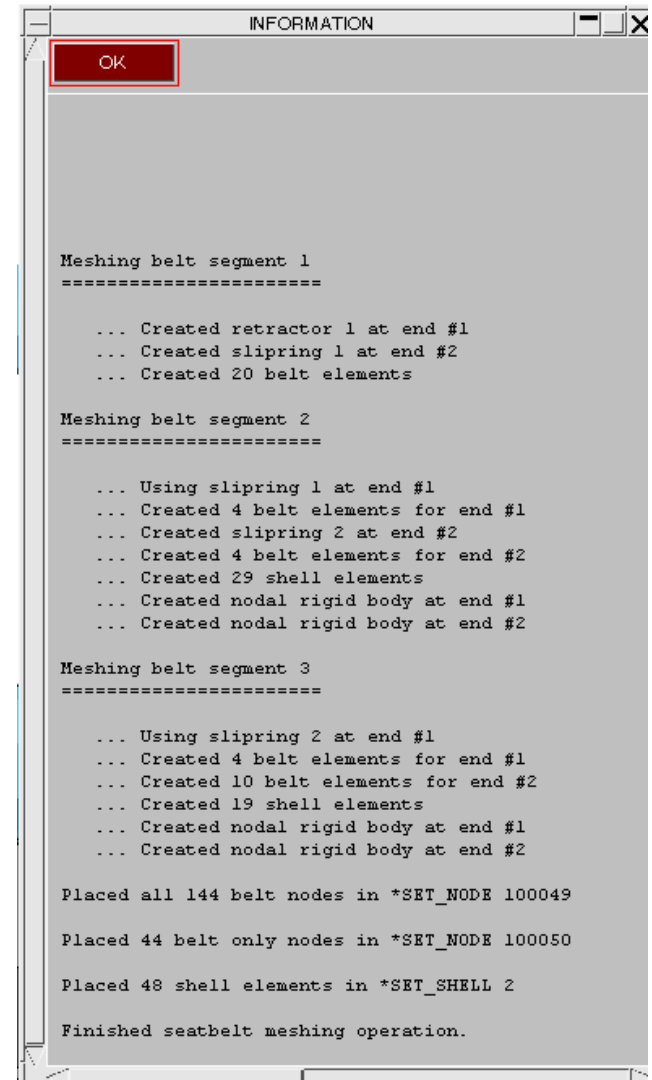 INFORMATION
OK
Meshing belt segment 1
=======================
... Created retractor 1 at end #1
... Created slipring 1 at end #2
... Created 20 belt elements
Meshing belt segment 2
=======================
... Using slipring 1 at end #1
... Created 4 belt elements for end #1
... Created slipring 2 at end #2
... Created 4 belt elements for end #2
... Created 29 shell elements
... Created nodal rigid body at end #1
... Created nodal rigid body at end #2
Meshing belt segment 3
=======================
... Using slipring 2 at end #1
... Created 4 belt elements for end #1
... Created 10 belt elements for end #2
... Created 19 shell elements
... Created nodal rigid body at end #1
... Created nodal rigid body at end #2
Placed all 144 belt nodes in *SET_NODE 100049
Placed 44 belt only nodes in *SET_NODE 100050
Placed 48 shell elements in *SET_SHELL 2
Finished seatbelt meshing operation.